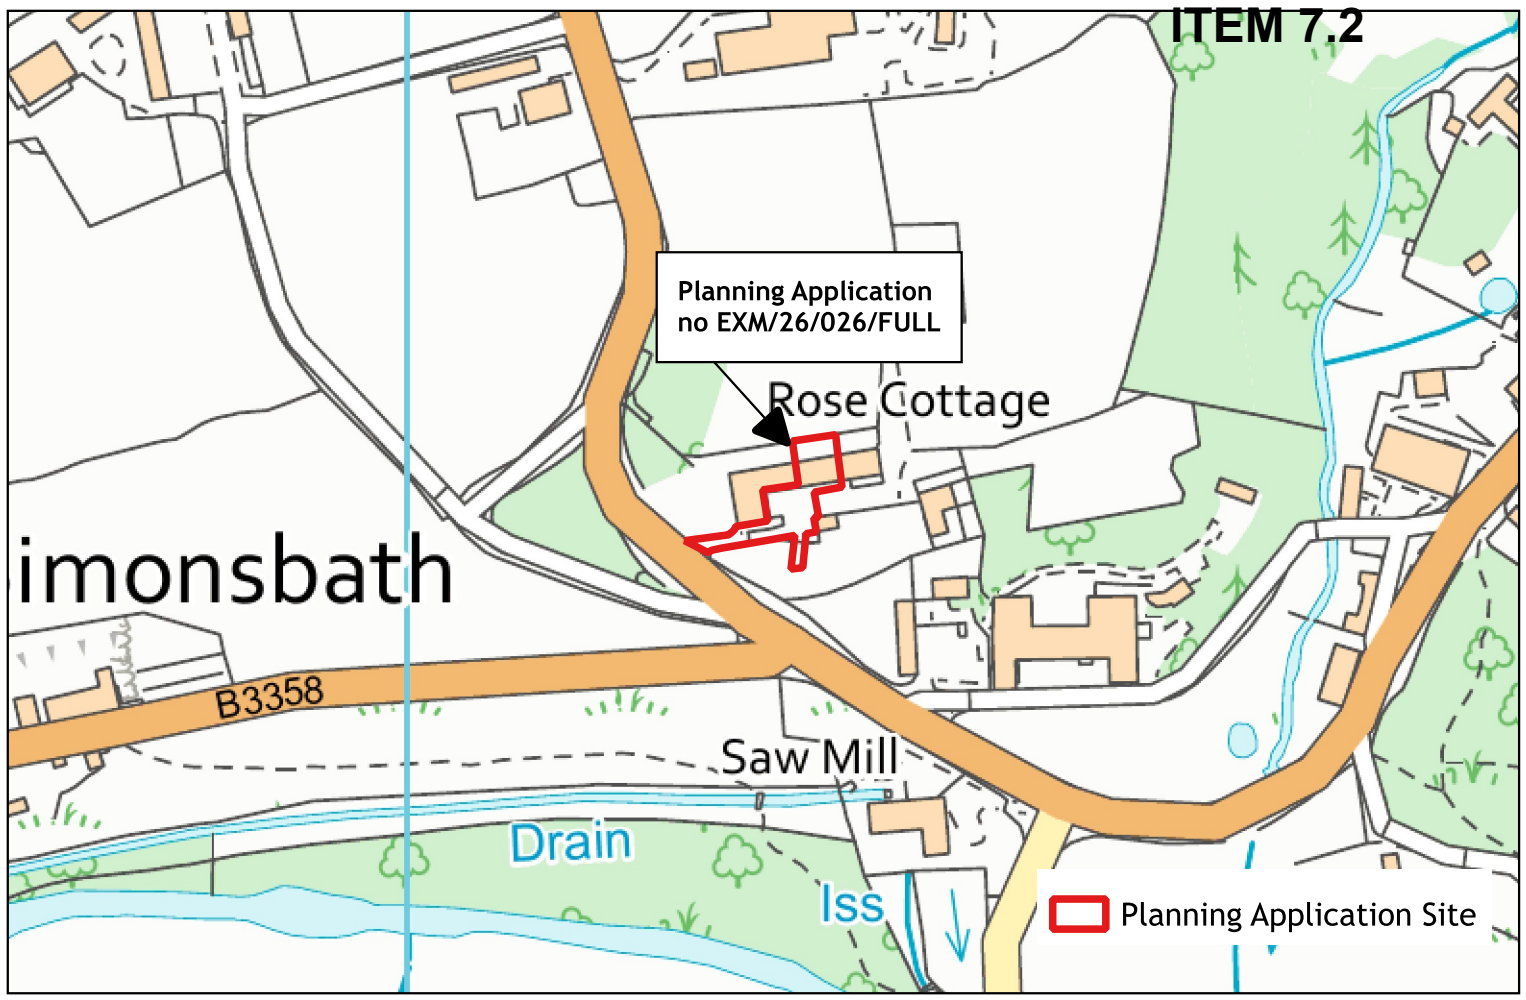 ITEM 7.2
Planning Application
no EXM/26/026/FULL
Rose Cottage
imonsbath
B3358
Saw Mill
Drain
Iss
Planning Application Site